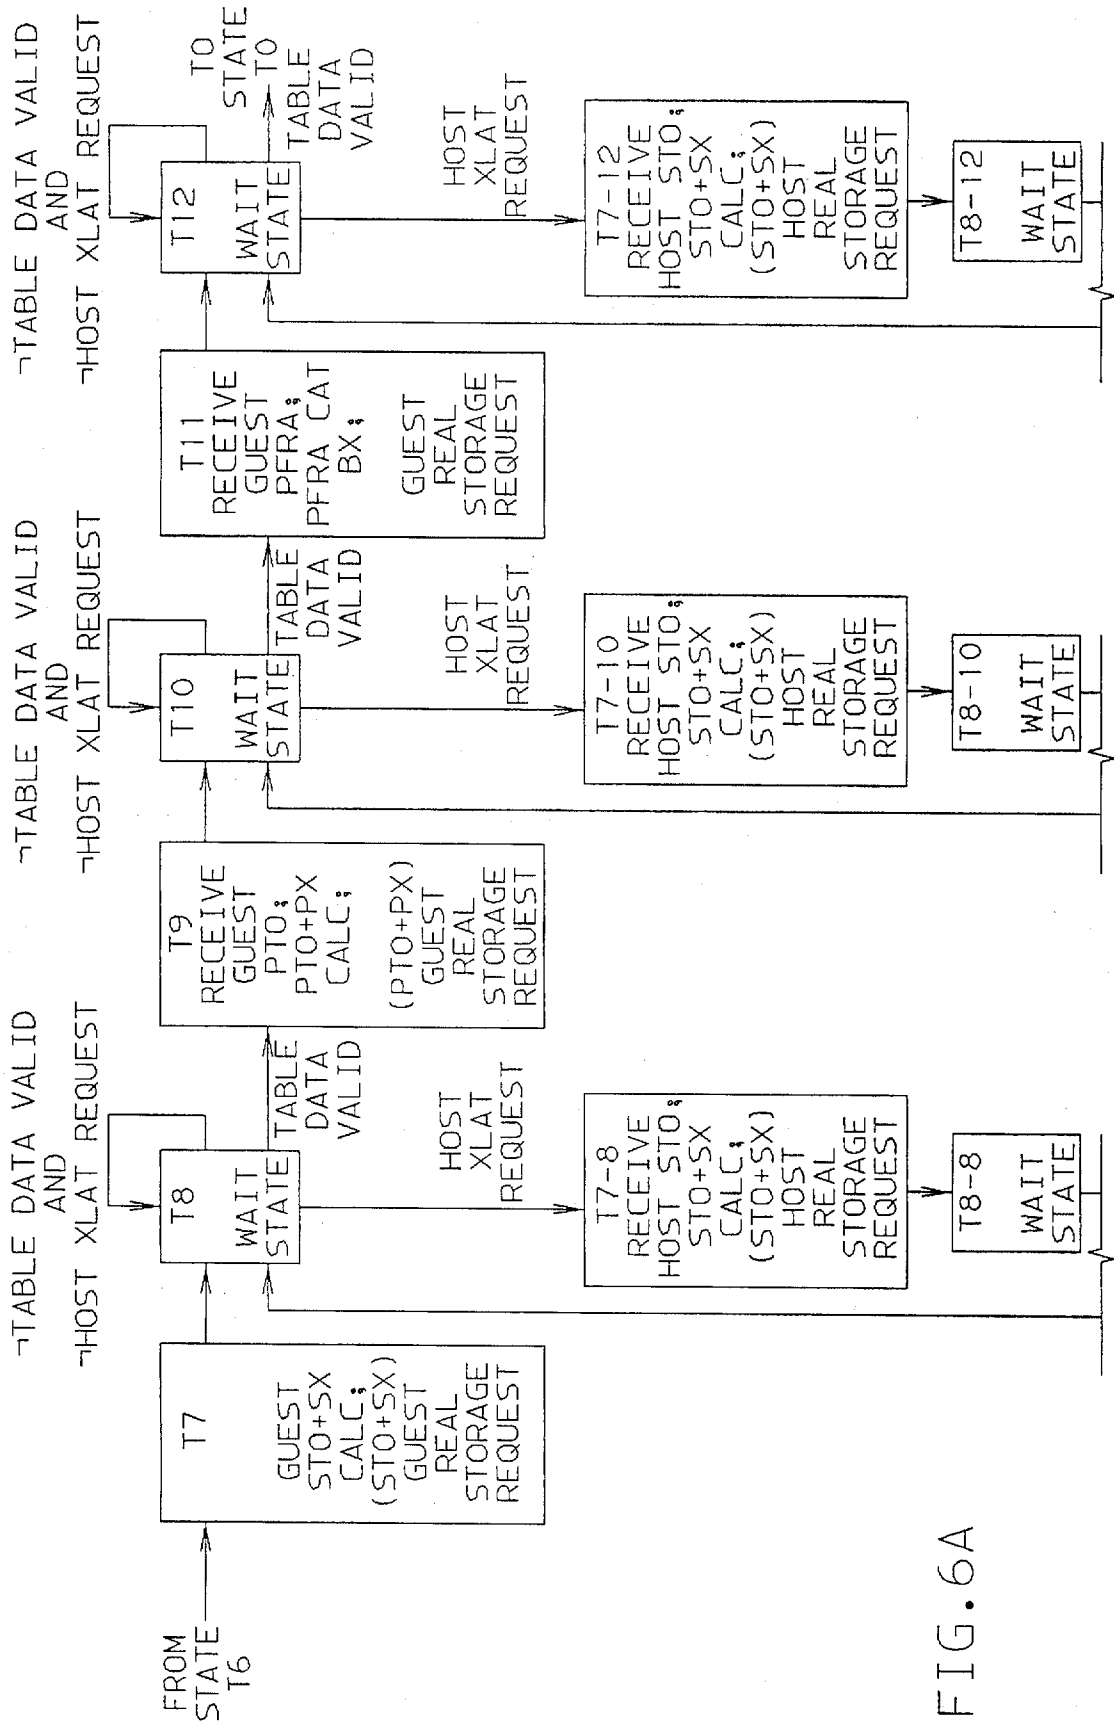 ¬TABLE DATA VALID
AND
¬HOST XLAT REQUEST
¬TABLE DATA VALID
AND
¬HOST XLAT REQUEST
¬TABLE DATA VALID
AND
¬HOST XLAT REQUEST
FROM
STATE
T6
T7
GUEST
STO+SX
CALC;
(STO+SX)
GUEST
REAL
STORAGE
REQUEST
T8
WAIT
STATE
TABLE
DATA
VALID
T9
RECEIVE
GUEST
PTO;
PTO+PX
CALC;
(PTO+PX)
GUEST
REAL
STORAGE
REQUEST
T10
WAIT
STATE
TABLE
DATA
VALID
T11
RECEIVE
GUEST
PFRA;
PFRA CAT
BX;
GUEST
REAL
STORAGE
REQUEST
T12
WAIT
STATE
TO
STATE
TO
TABLE
DATA
VALID
HOST
XLAT
REQUEST
HOST
XLAT
REQUEST
HOST
XLAT
REQUEST
T7-8
RECEIVE
HOST STO;
STO+SX
CALC;
(STO+SX)
HOST
REAL
STORAGE
REQUEST
T7-10
RECEIVE
HOST STO;
STO+SX
CALC;
(STO+SX)
HOST
REAL
STORAGE
REQUEST
T7-12
RECEIVE
HOST STO;
STO+SX
CALC;
(STO+SX)
HOST
REAL
STORAGE
REQUEST
T8-8
WAIT
STATE
T8-10
WAIT
STATE
T8-12
WAIT
STATE
FIG.6A